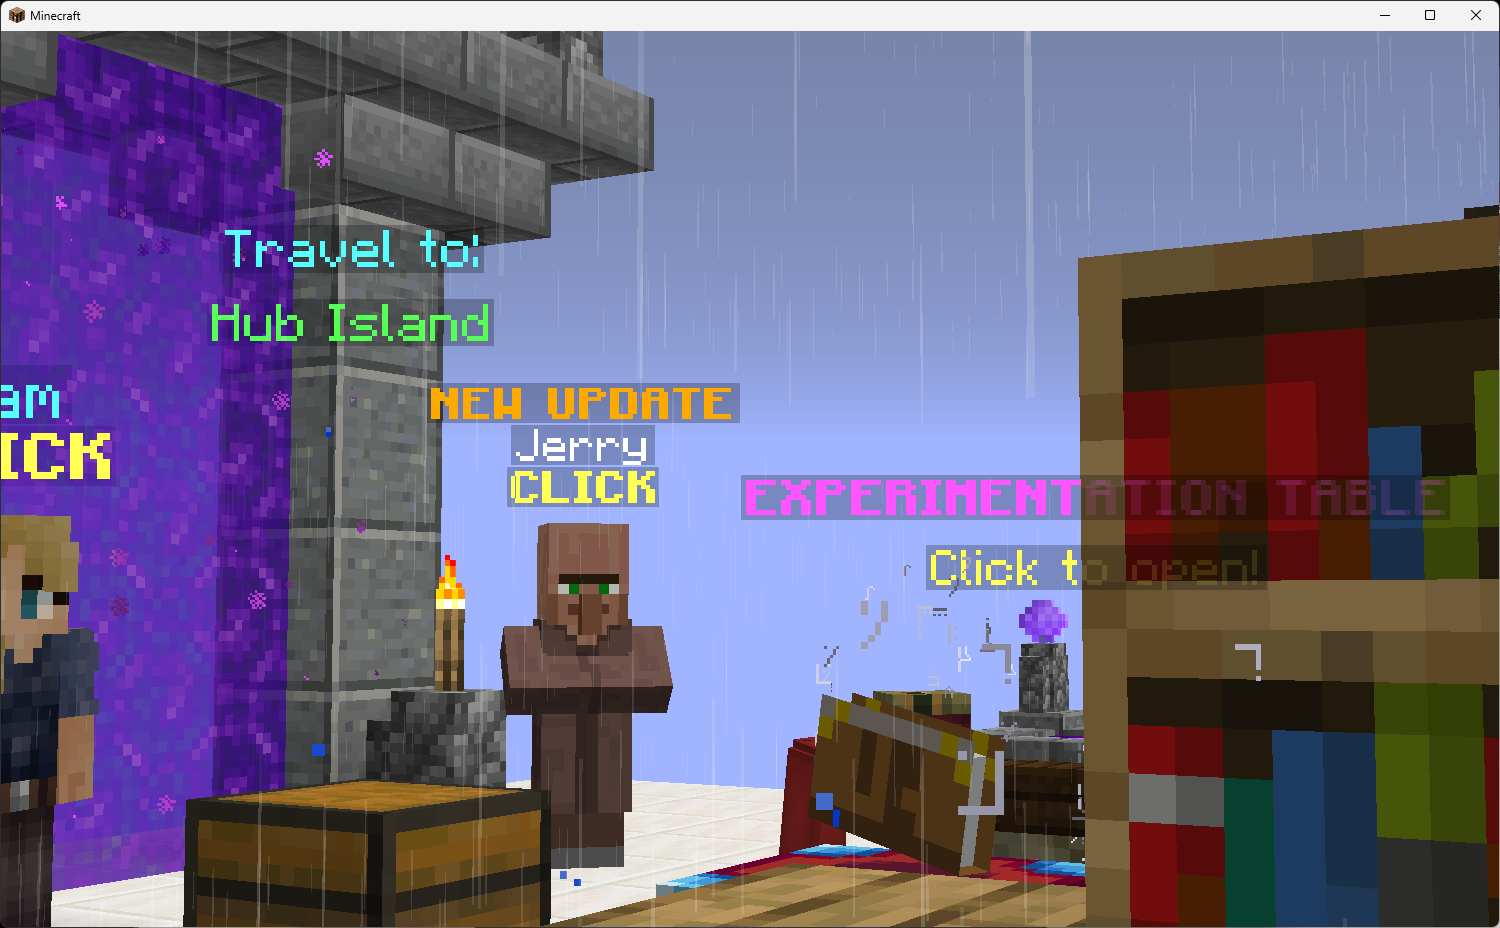 Minecraft
Travel to:
Hub Island
am
ICK
NEW UPDATE
Jerry
CLICK
EXPERIMENTATION TABLE
Click to open!